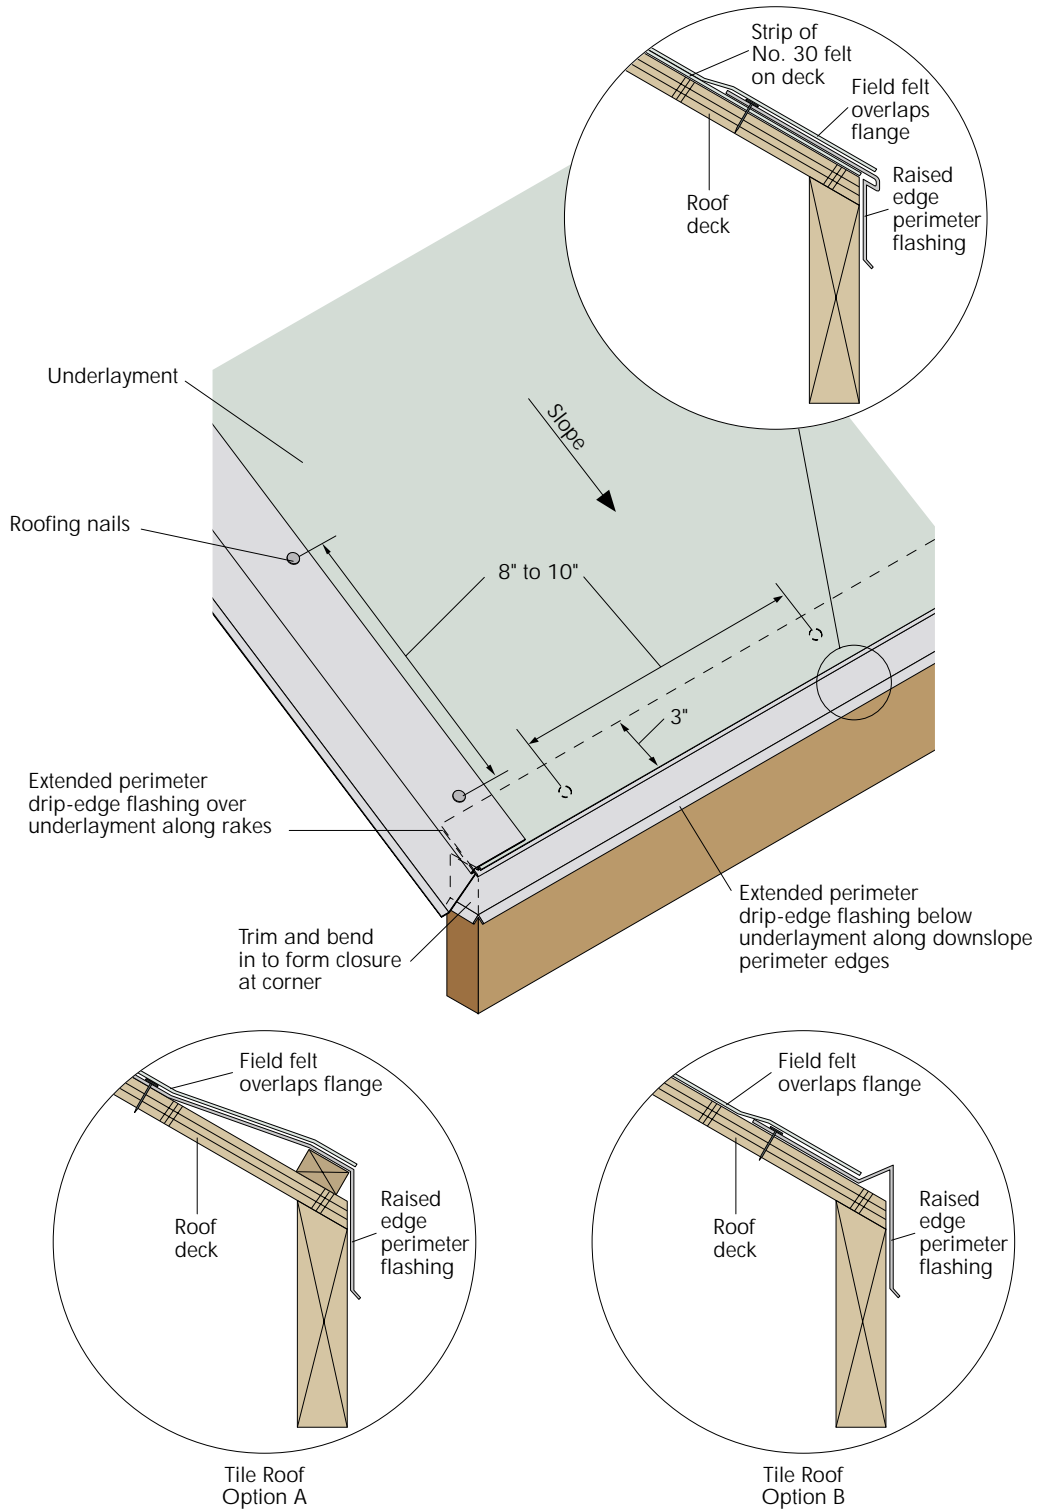 Strip of
No. 30 felt
on deck
Field felt
overlaps
flange
Raised
edge
perimeter
flashing
Roof
deck
Underlayment
Slope
Roofing nails
8" to 10"
3"
Extended perimeter
drip-edge flashing over
underlayment along rakes
Trim and bend
in to form closure
at corner
Extended perimeter
drip-edge flashing below
underlayment along downslope
perimeter edges
Field felt
overlaps flange
Roof
deck
Raised
edge
perimeter
flashing
Tile Roof
Option A
Field felt
overlaps flange
Roof
deck
Raised
edge
perimeter
flashing
Tile Roof
Option B